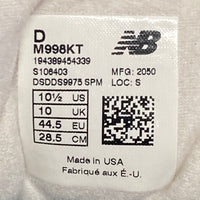 D
M998KT
194389454339
S106403 MFG: 2050
DSDDS9975 SPM LOC: S
10½ US
10 UK
44.5 EU
28.5 CM
Made in USA
Fabriqué aux É.-U.